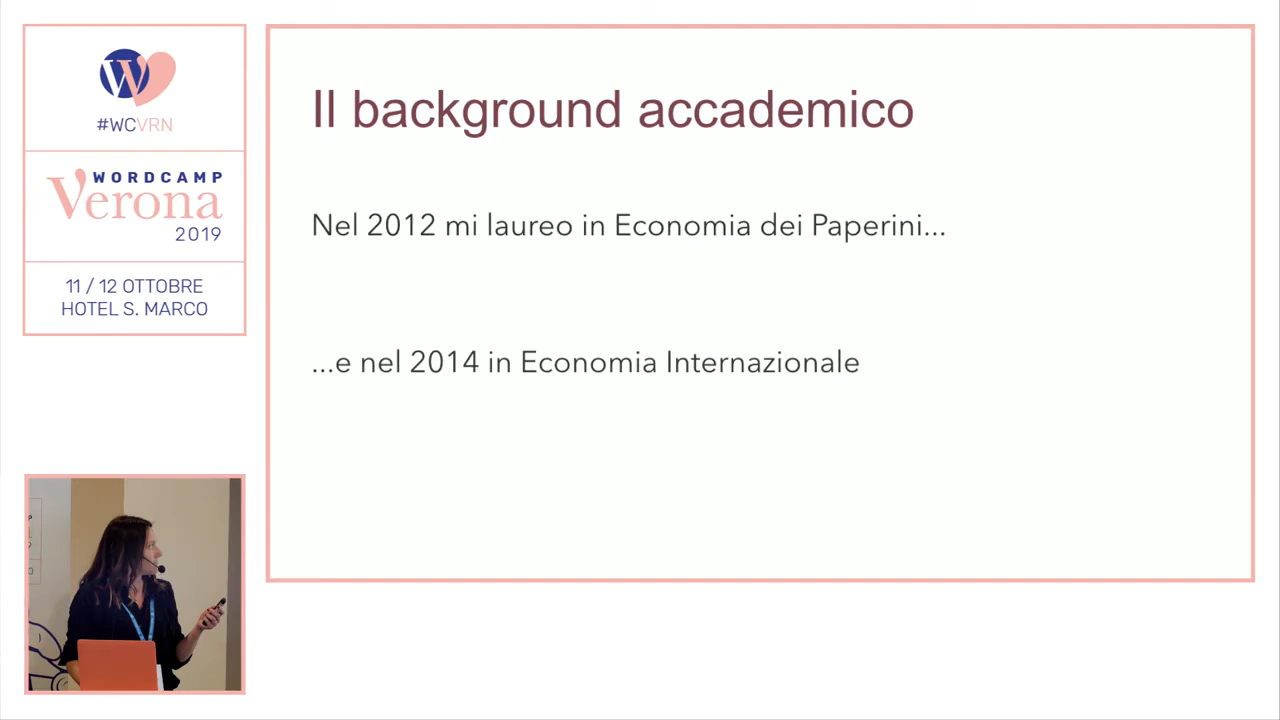 #WCVRN
WORDCAMP
Verona
2019
11 / 12 OTTOBRE
HOTEL S. MARCO
Il background accademico
Nel 2012 mi laureo in Economia dei Paperini...
...e nel 2014 in Economia Internazionale